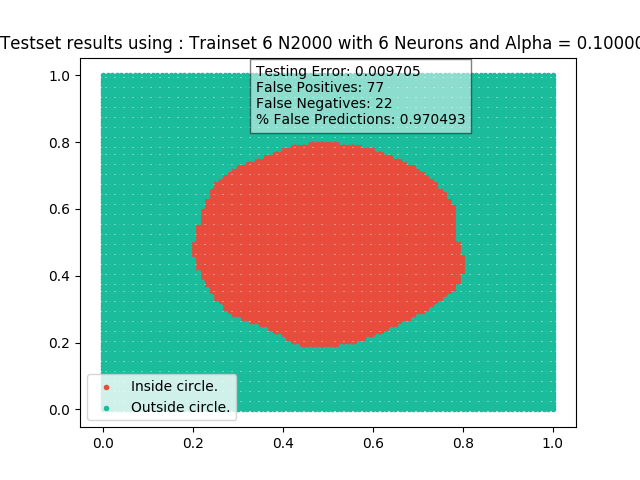 Testset results using : Trainset 6 N2000 with 6 Neurons and Alpha = 0.10000
Testing Error: 0.009705
False Positives: 77
False Negatives: 22
% False Predictions: 0.970493
1.0
0.8
0.6
0.4
0.2
0.0
Inside circle.
Outside circle.
0.0 0.2 0.4 0.6 0.8 1.0